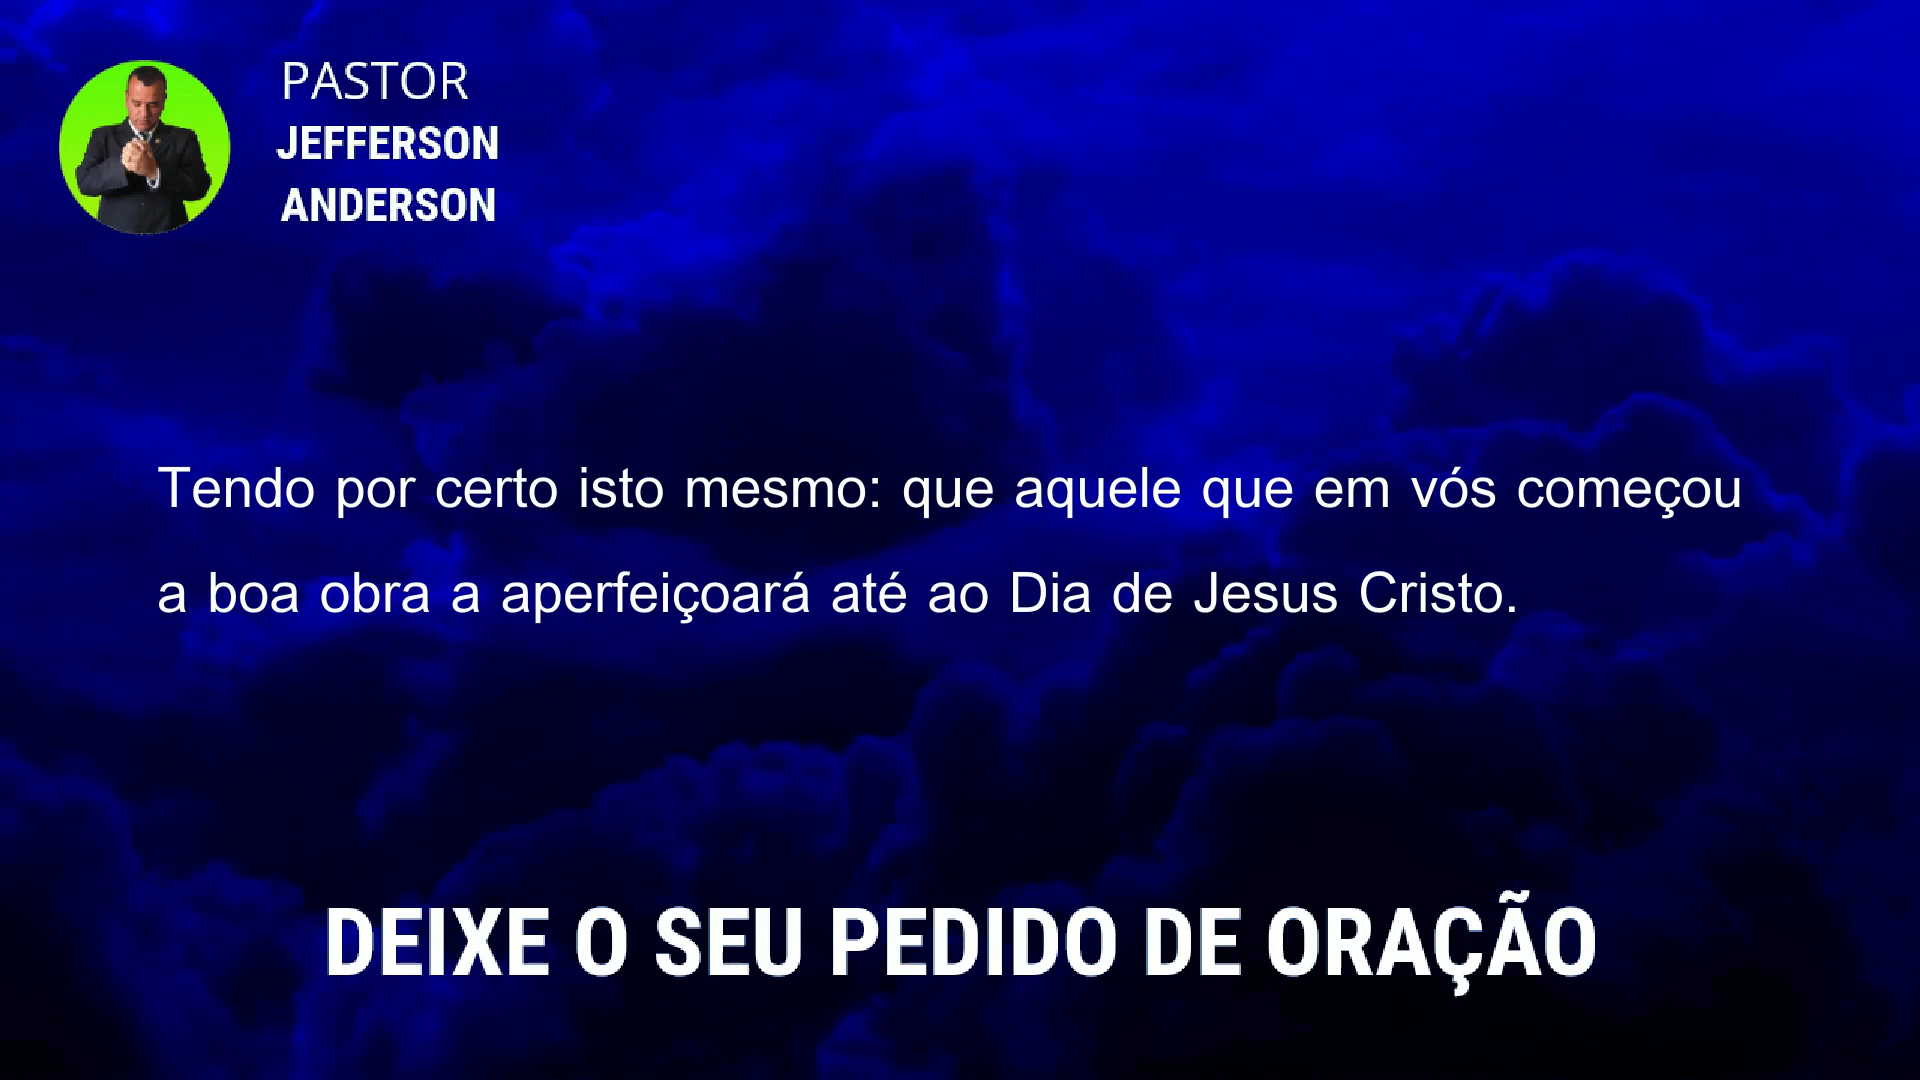 PASTOR
JEFFERSON
ANDERSON
Tendo por certo isto mesmo: que aquele que em vós começou
a boa obra a aperfeiçoará até ao Dia de Jesus Cristo.
DEIXE O SEU PEDIDO DE ORAÇÃO